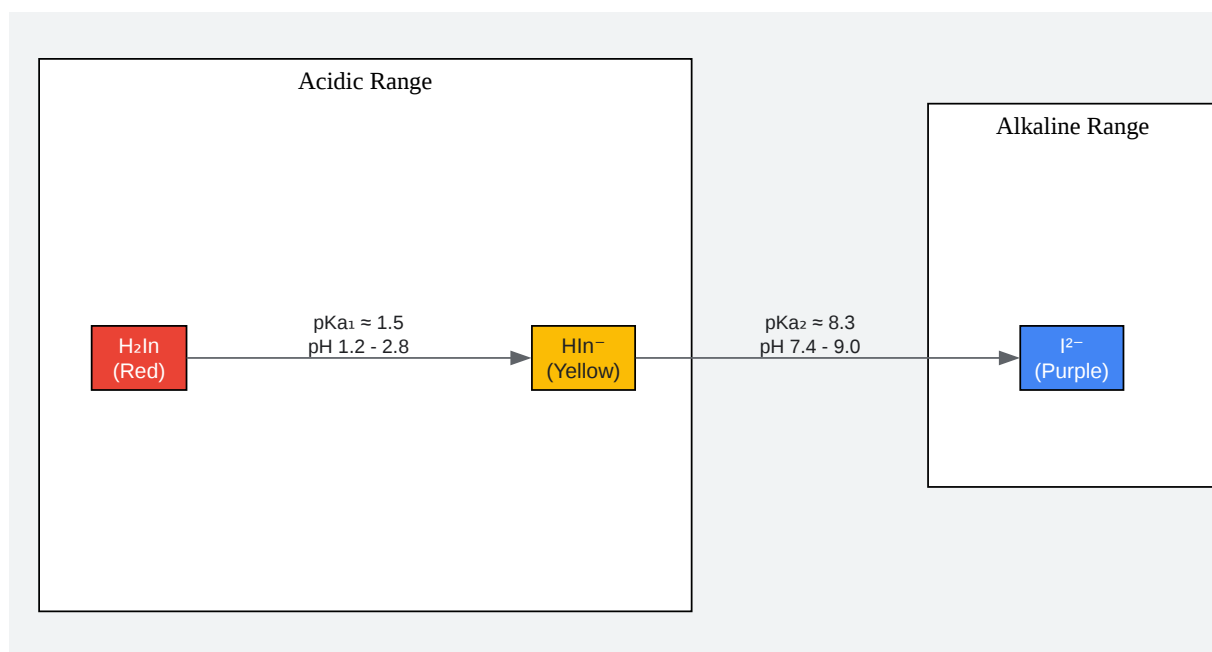 Acidic Range
Alkaline Range
H₂In
(Red)
pKa₁ ≈ 1.5
pH 1.2 - 2.8
HIn⁻
(Yellow)
pKa₂ ≈ 8.3
pH 7.4 - 9.0
I²⁻
(Purple)